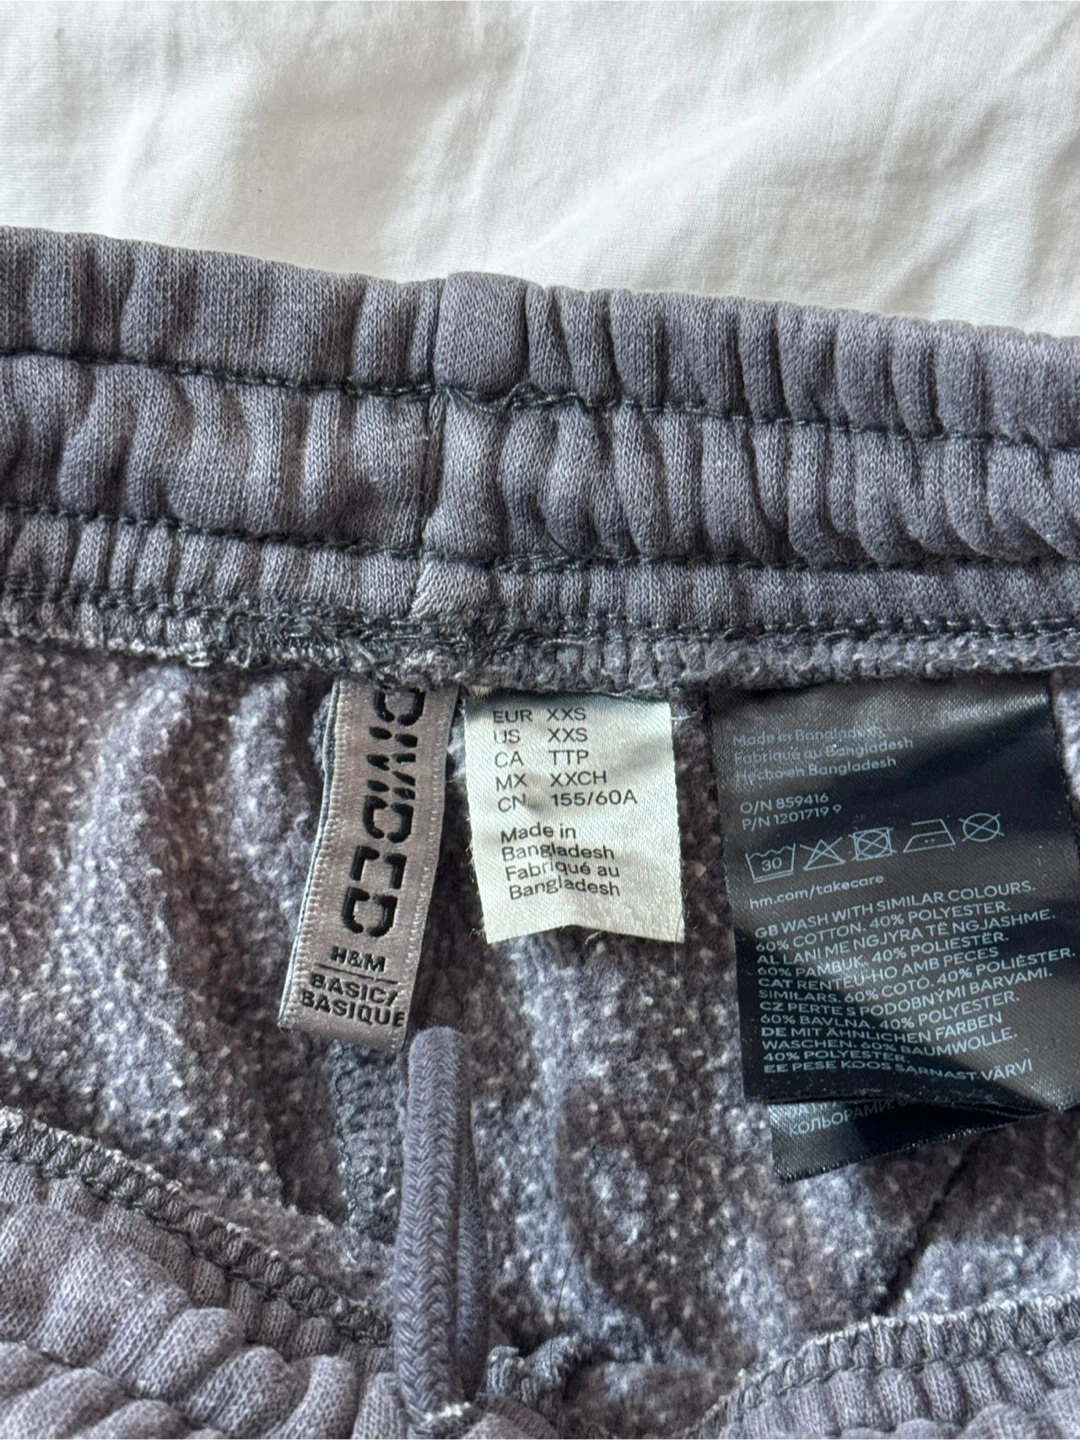 DIVIDED
H&M
BASIC/
BASIQUE
EUR XXS
US XXS
CA TTP
MX XXCH
CN 155/60A
Made in
Bangladesh
Fabriqué au
Bangladesh
Made in Bangladesh
Fabriqué au Bangladesh
Hecho en Bangladesh
O/N 859416
P/N 1201719 9
30
hm.com/takecare
GB WASH WITH SIMILAR COLOURS.
60% COTTON. 40% POLYESTER.
AL LANI ME NGJYRA TË NGJASHME.
60% PAMBUK. 40% POLIESTËR.
CAT RENTEU-HO AMB PECES
SIMILARS. 60% COTÓ. 40% POLIÈSTER.
CZ PERTE S PODOBNÝMI BARVAMI.
60% BAVLNA. 40% POLYESTER.
DE MIT ÄHNLICHEN FARBEN
WASCHEN. 60% BAUMWOLLE.
40% POLYESTER.
EE PESE KOOS SARNAST VÄRVI
КОЛЬОРАМИ.